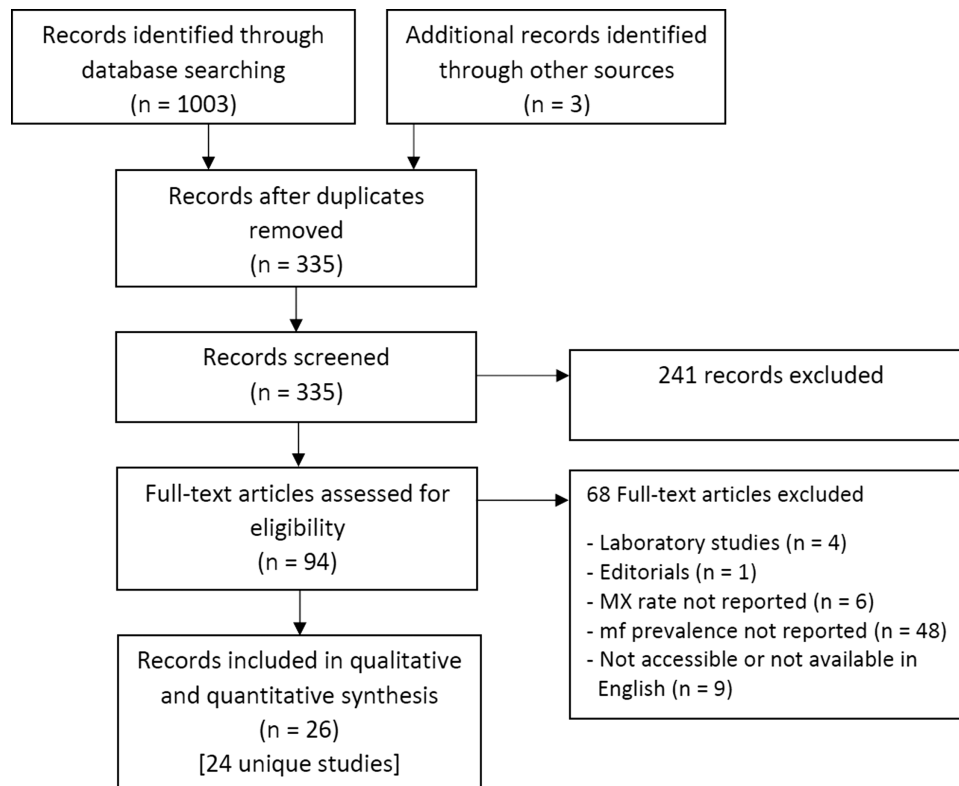 Records identified through
database searching
(n = 1003)
Additional records identified
through other sources
(n = 3)
Records after duplicates
removed
(n = 335)
Records screened
(n = 335)
241 records excluded
Full-text articles assessed for
eligibility
(n = 94)
68 Full-text articles excluded
- Laboratory studies (n = 4)
- Editorials (n = 1)
- MX rate not reported (n = 6)
- mf prevalence not reported (n = 48)
- Not accessible or not available in
English (n = 9)
Records included in qualitative
and quantitative synthesis
(n = 26)
[24 unique studies]